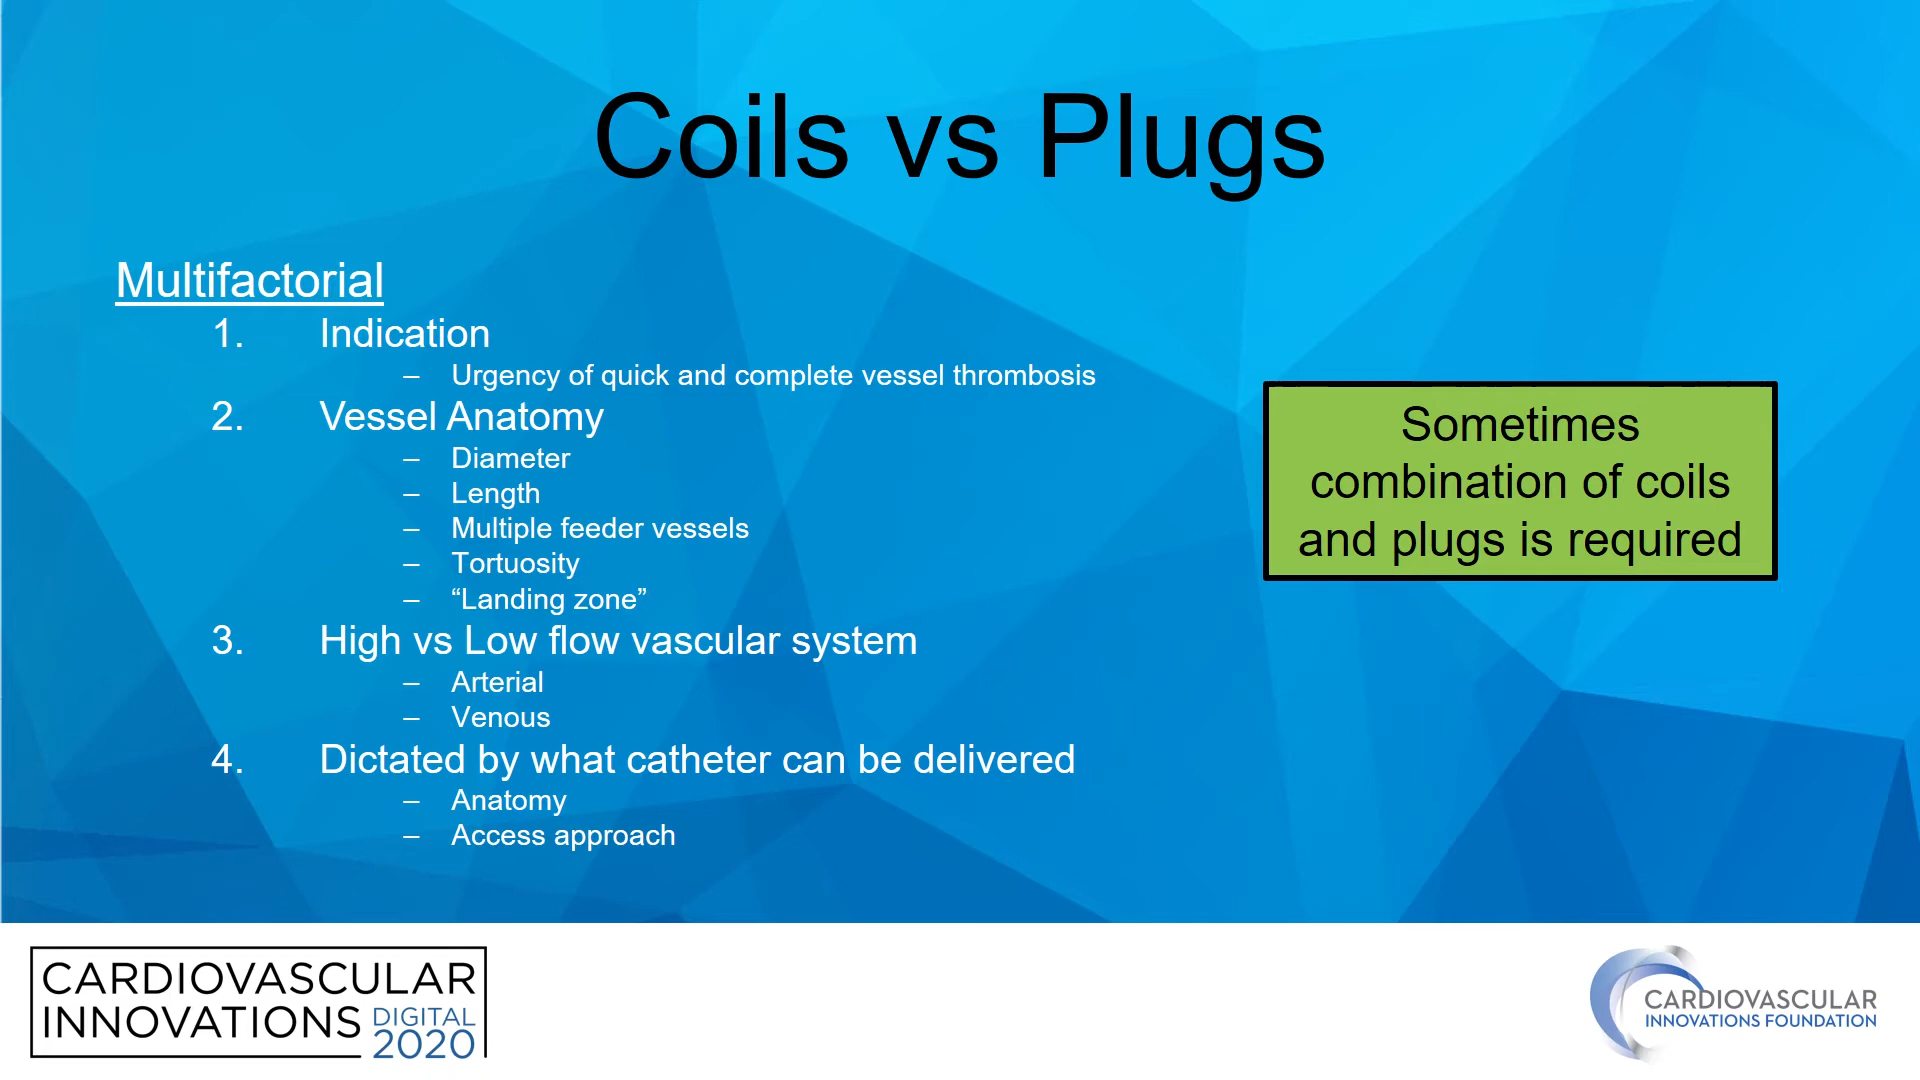 Coils vs Plugs
Multifactorial
1. Indication
– Urgency of quick and complete vessel thrombosis
2. Vessel Anatomy
– Diameter
– Length
– Multiple feeder vessels
– Tortuosity
– “Landing zone”
3. High vs Low flow vascular system
– Arterial
– Venous
4. Dictated by what catheter can be delivered
– Anatomy
– Access approach
Sometimes
combination of coils
and plugs is required
CARDIOVASCULAR
INNOVATIONS DIGITAL
2020
CARDIOVASCULAR
INNOVATIONS FOUNDATION